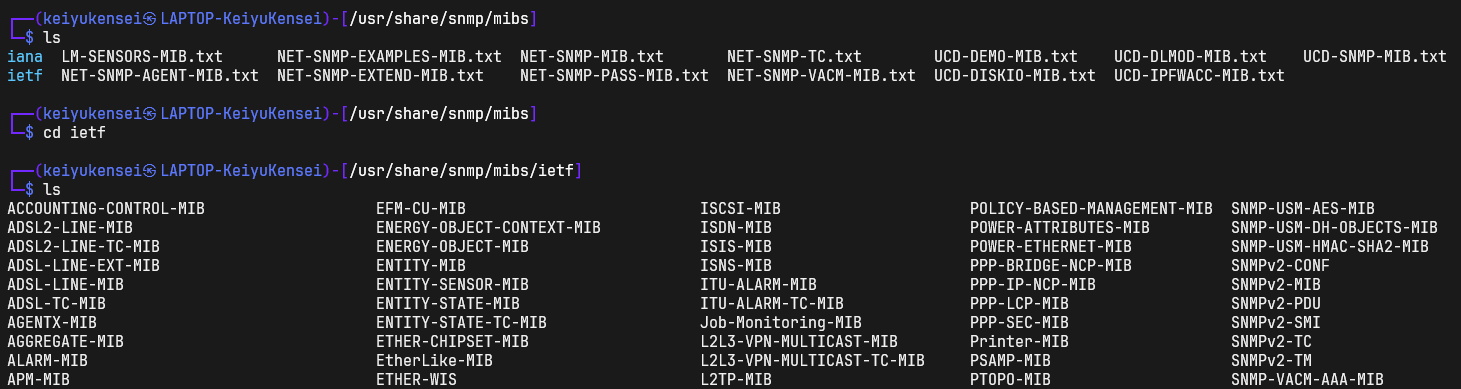 ┌──(keiyukensei㉿LAPTOP-KeiyuKensei)-[/usr/share/snmp/mibs]
└─$ ls
iana  LM-SENSORS-MIB.txt      NET-SNMP-EXAMPLES-MIB.txt  NET-SNMP-MIB.txt       NET-SNMP-TC.txt        UCD-DEMO-MIB.txt    UCD-DLMOD-MIB.txt    UCD-SNMP-MIB.txt
ietf  NET-SNMP-AGENT-MIB.txt  NET-SNMP-EXTEND-MIB.txt    NET-SNMP-PASS-MIB.txt  NET-SNMP-VACM-MIB.txt  UCD-DISKIO-MIB.txt  UCD-IPFWACC-MIB.txt
┌──(keiyukensei㉿LAPTOP-KeiyuKensei)-[/usr/share/snmp/mibs]
└─$ cd ietf
┌──(keiyukensei㉿LAPTOP-KeiyuKensei)-[/usr/share/snmp/mibs/ietf]
└─$ ls
ACCOUNTING-CONTROL-MIB                   EFM-CU-MIB                          ISCSI-MIB                     POLICY-BASED-MANAGEMENT-MIB  SNMP-USM-AES-MIB
ADSL2-LINE-MIB                           ENERGY-OBJECT-CONTEXT-MIB           ISDN-MIB                      POWER-ATTRIBUTES-MIB         SNMP-USM-DH-OBJECTS-MIB
ADSL2-LINE-TC-MIB                        ENERGY-OBJECT-MIB                   ISIS-MIB                      POWER-ETHERNET-MIB           SNMP-USM-HMAC-SHA2-MIB
ADSL-LINE-EXT-MIB                        ENTITY-MIB                          ISNS-MIB                      PPP-BRIDGE-NCP-MIB           SNMPv2-CONF
ADSL-LINE-MIB                            ENTITY-SENSOR-MIB                   ITU-ALARM-MIB                 PPP-IP-NCP-MIB               SNMPv2-MIB
ADSL-TC-MIB                              ENTITY-STATE-MIB                    ITU-ALARM-TC-MIB              PPP-LCP-MIB                  SNMPv2-PDU
AGENTX-MIB                               ENTITY-STATE-TC-MIB                 Job-Monitoring-MIB            PPP-SEC-MIB                  SNMPv2-SMI
AGGREGATE-MIB                            ETHER-CHIPSET-MIB                   L2L3-VPN-MULTICAST-MIB        Printer-MIB                  SNMPv2-TC
ALARM-MIB                                EtherLike-MIB                       L2L3-VPN-MULTICAST-TC-MIB     PSAMP-MIB                    SNMPv2-TM
APM-MIB                                  ETHER-WIS                           L2TP-MIB                      PTOPO-MIB                    SNMP-VACM-AAA-MIB